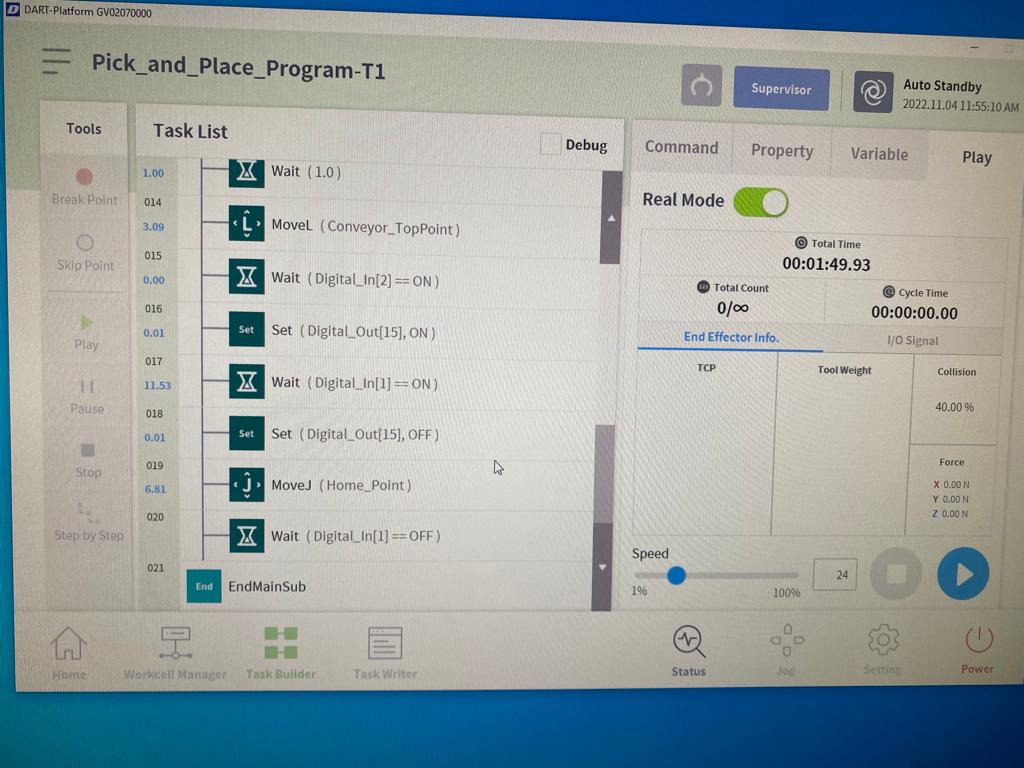 DART-Platform GV02070000
Pick_and_Place_Program-T1
Supervisor
Auto Standby
2022.11.04 11:55:10 AM
Tools
Break Point
Skip Point
Play
Pause
Stop
Step by Step
Task List
Debug
1.00
Wait (1.0)
014
3.09
MoveL (Conveyor_TopPoint)
015
0.00
Wait (Digital_In[2] == ON)
016
0.01
Set
Set (Digital_Out[15], ON)
017
11.53
Wait (Digital_In[1] == ON)
018
0.01
Set
Set (Digital_Out[15], OFF)
019
6.81
MoveJ (Home_Point)
020
Wait (Digital_In[1] == OFF)
021
End
EndMainSub
Command
Property
Variable
Play
Real Mode
Total Time
00:01:49.93
Total Count
0/∞
Cycle Time
00:00:00.00
End Effector Info.
I/O Signal
TCP
Tool Weight
Collision
40.00 %
Force
X 0.00 N
Y 0.00 N
Z 0.00 N
Speed
1%
100%
24
Home
Workcell Manager
Task Builder
Task Writer
Status
Jog
Setting
Power